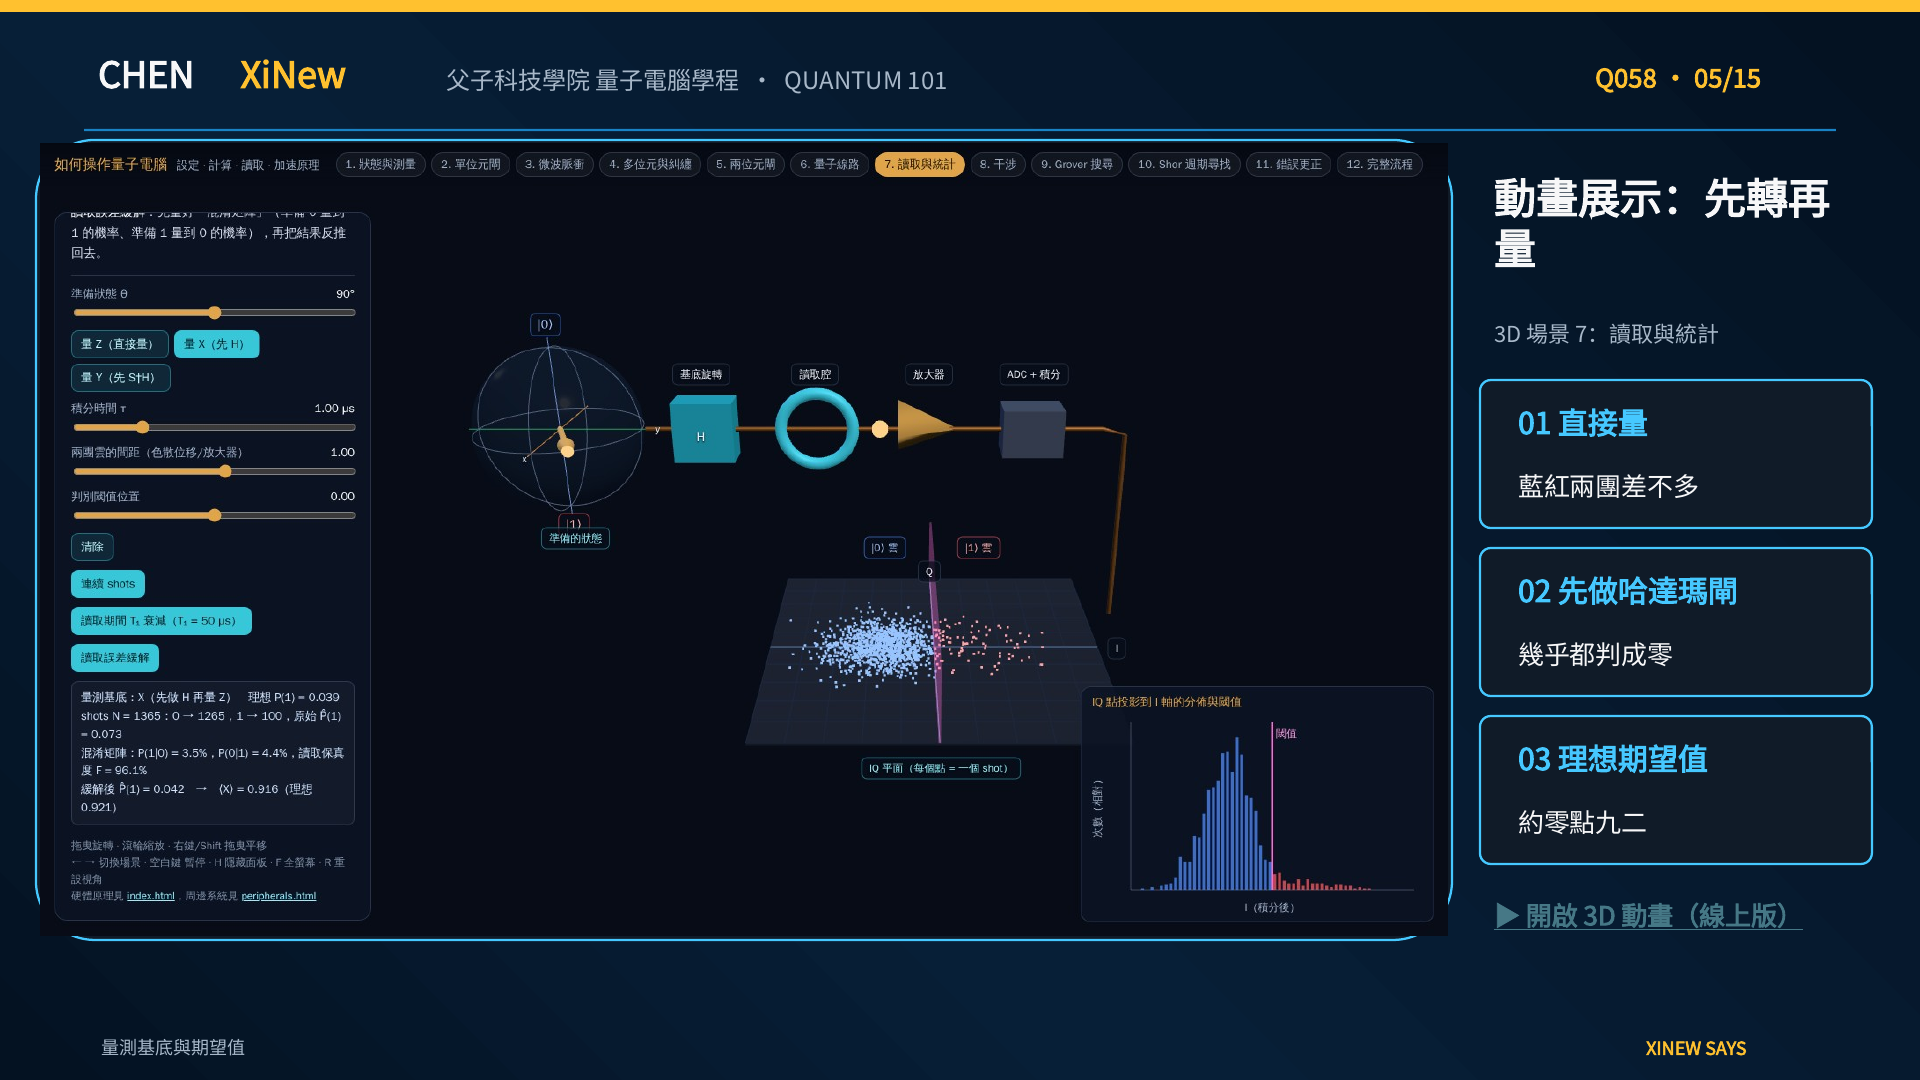 CHEN XiNew 父子科技學院 量子電腦學程 · QUANTUM 101
Q058 · 05/15
如何操作量子電腦 設定 · 計算 · 讀取 · 加速原理
1. 狀態與測量 2. 單位元閘 3. 微波脈衝 4. 多位元與糾纏 5. 兩位元閘 6. 量子線路 7. 讀取與統計 8. 干涉 9. Grover 搜尋 10. Shor 週期尋找 11. 錯誤更正 12. 完整流程
讀取誤差緩解:先量好「混淆矩陣」(準備 0 量到
1 的機率、準備 1 量到 0 的機率),再把結果反推
回去。
準備狀態 θ 90°
量 Z(直接量) 量 X(先 H)
量 Y(先 S†H)
積分時間 τ 1.00 μs
兩團雲的間距(色散位移/放大器) 1.00
判別閾值位置 0.00
清除
連續 shots
讀取期間 T₁ 衰減(T₁ = 50 μs)
讀取誤差緩解
量測基底:X(先做 H 再量 Z) 理想 P(1) = 0.039
shots N = 1365:0 → 1265,1 → 100,原始 P̂(1)
= 0.073
混淆矩陣:P(1|0) = 3.5%,P(0|1) = 4.4%,讀取保真
度 F = 96.1%
緩解後 P̂(1) = 0.042 → ⟨X⟩ = 0.916(理想
0.921)
拖曳旋轉 · 滾輪縮放 · 右鍵/Shift 拖曳平移
← → 切換場景 · 空白鍵 暫停 · H 隱藏面板 · F 全螢幕 · R 重
設視角
硬體原理見 index.html,周邊系統見 peripherals.html
|0⟩
y
x
|1⟩
準備的狀態
基底旋轉
H
讀取腔
放大器
ADC + 積分
|0⟩ 雲
|1⟩ 雲
Q
I
IQ 平面(每個點 = 一個 shot)
IQ 點投影到 I 軸的分佈與閾值
閾值
次數(相對)
I(積分後)
動畫展示：先轉再
量
3D 場景 7：讀取與統計
01 直接量
藍紅兩團差不多
02 先做哈達瑪閘
幾乎都判成零
03 理想期望值
約零點九二
▶ 開啟 3D 動畫（線上版）
量測基底與期望值
XINEW SAYS